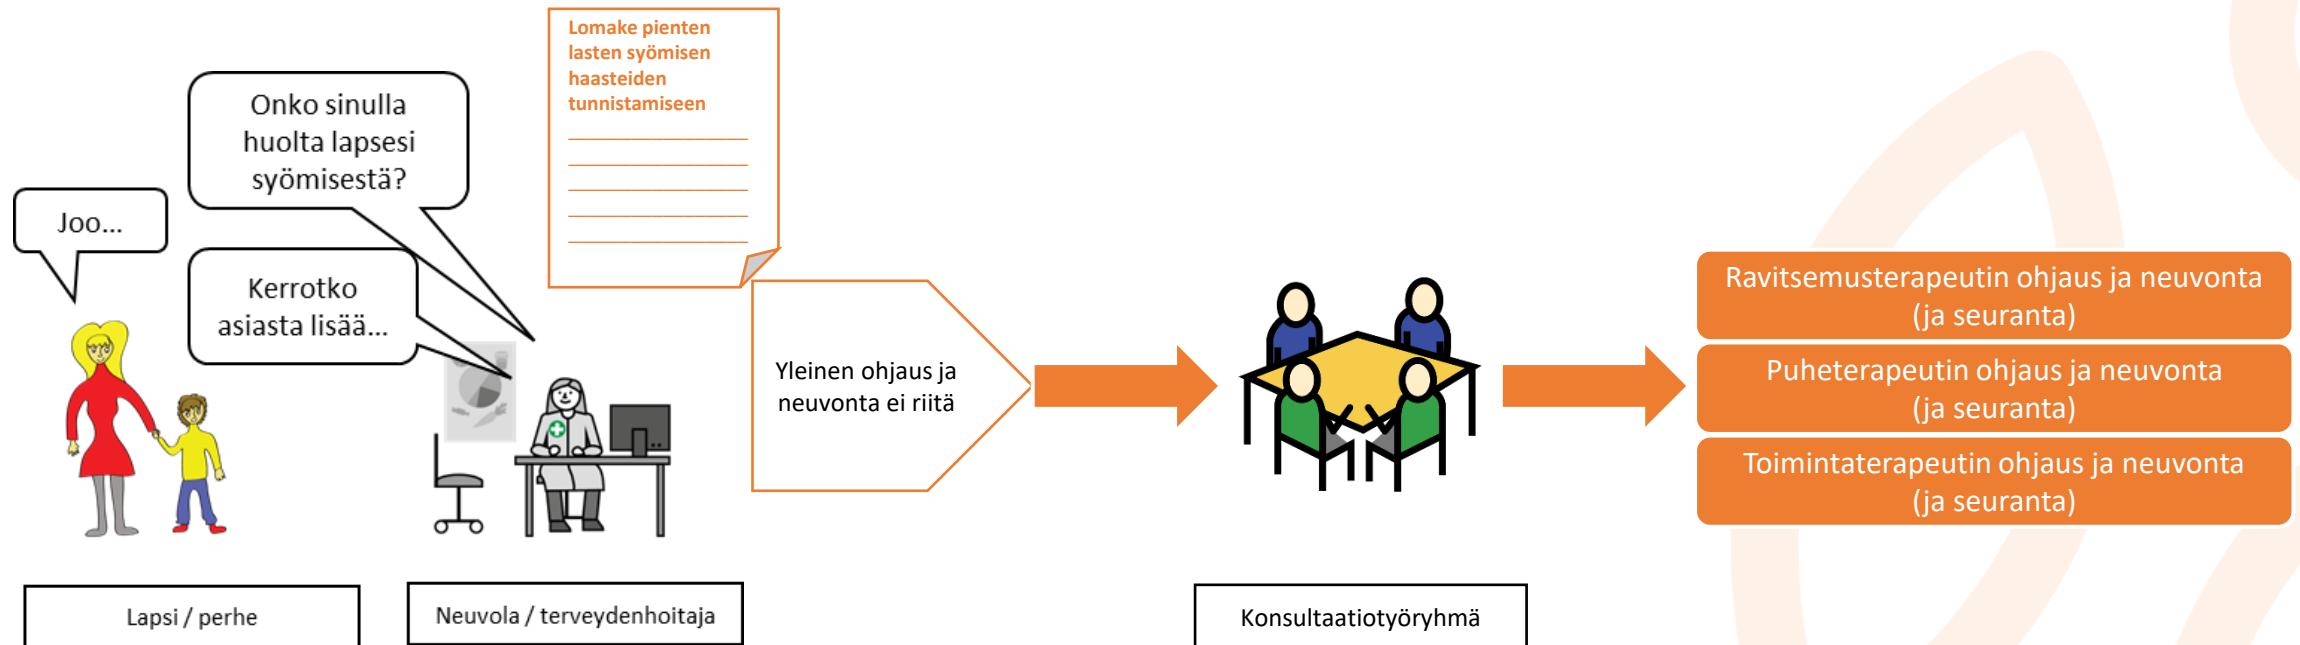 Lomake pienten
lasten syömisen
haasteiden
tunnistamiseen
Onko sinulla
huolta lapsesi
syömisestä?
Joo...
Kerrotko
asiasta lisää...
Yleinen ohjaus ja
neuvonta ei riitä
Ravitsemusterapeutin ohjaus ja neuvonta
(ja seuranta)
Puheterapeutin ohjaus ja neuvonta
(ja seuranta)
Toimintaterapeutin ohjaus ja neuvonta
(ja seuranta)
Lapsi / perhe
Neuvola / terveydenhoitaja
Konsultaatiotyöryhmä